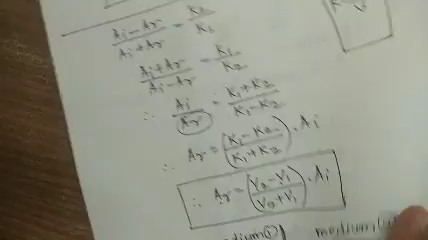 (Ai-Ar)/(Ai+Ar) = K2/K1
(Ai+Ar)/(Ai-Ar) = K1/K2
∴ Ai/Ar = (K1+K2)/(K1-K2)
∴ Ar = ((K1-K2)/(K1+K2)) . Ai
∴ Ar = ((V2-V1)/(V2+V1)) . Ai